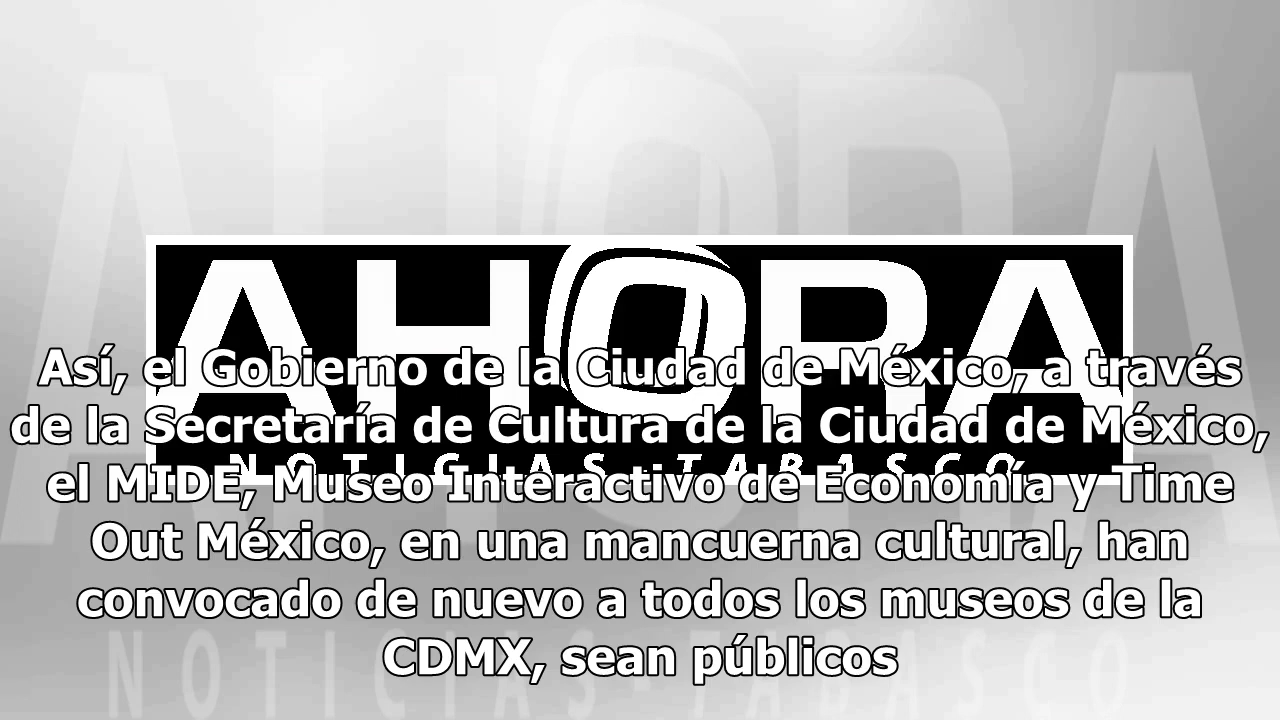 AHORA
NOTICIAS TABASCO
Así, el Gobierno de la Ciudad de México, a través
de la Secretaría de Cultura de la Ciudad de México,
el MIDE, Museo Interactivo de Economía y Time
Out México, en una mancuerna cultural, han
convocado de nuevo a todos los museos de la
CDMX, sean públicos